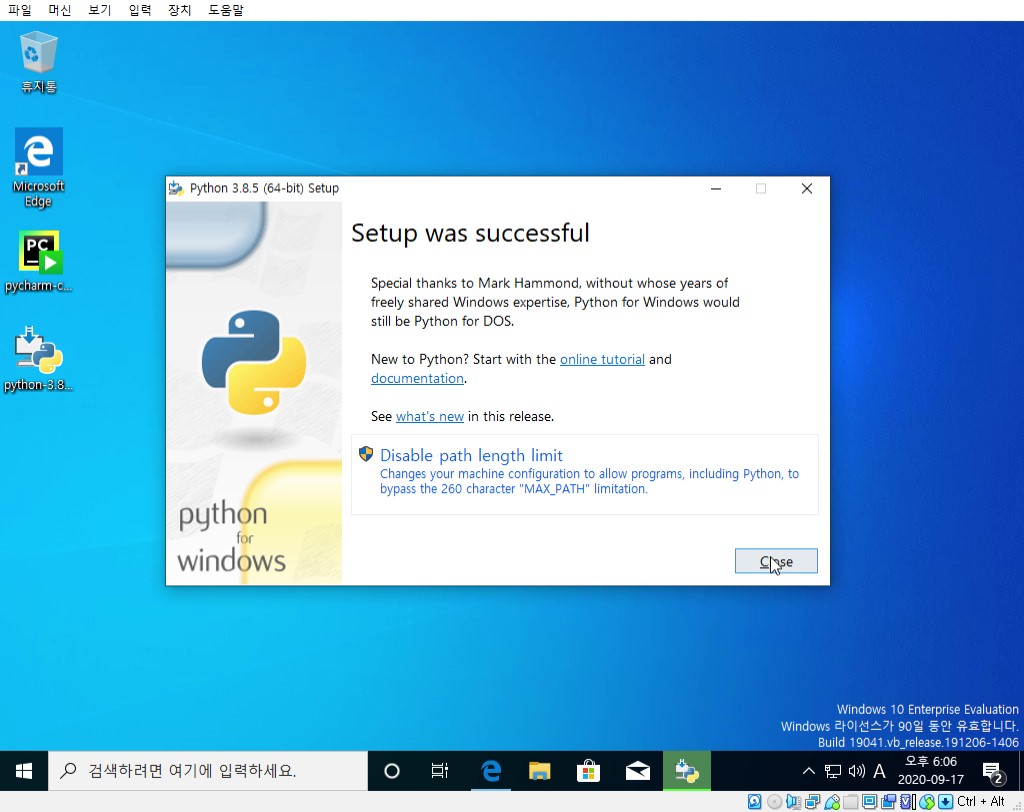 파일 머신 보기 입력 장치 도움말
휴지통
Microsoft
Edge
PC
pycharm-c...
python-3.8...
Python 3.8.5 (64-bit) Setup
Setup was successful
Special thanks to Mark Hammond, without whose years of
freely shared Windows expertise, Python for Windows would
still be Python for DOS.
New to Python? Start with the online tutorial and
documentation.
See what's new in this release.
Disable path length limit
Changes your machine configuration to allow programs, including Python, to
bypass the 260 character "MAX_PATH" limitation.
python
for
windows
Close
Windows 10 Enterprise Evaluation
Windows 라이선스가 90일 동안 유효합니다.
Build 19041.vb_release.191206-1406
검색하려면 여기에 입력하세요.
A
오후 6:06
2020-09-17
2
Ctrl + Alt